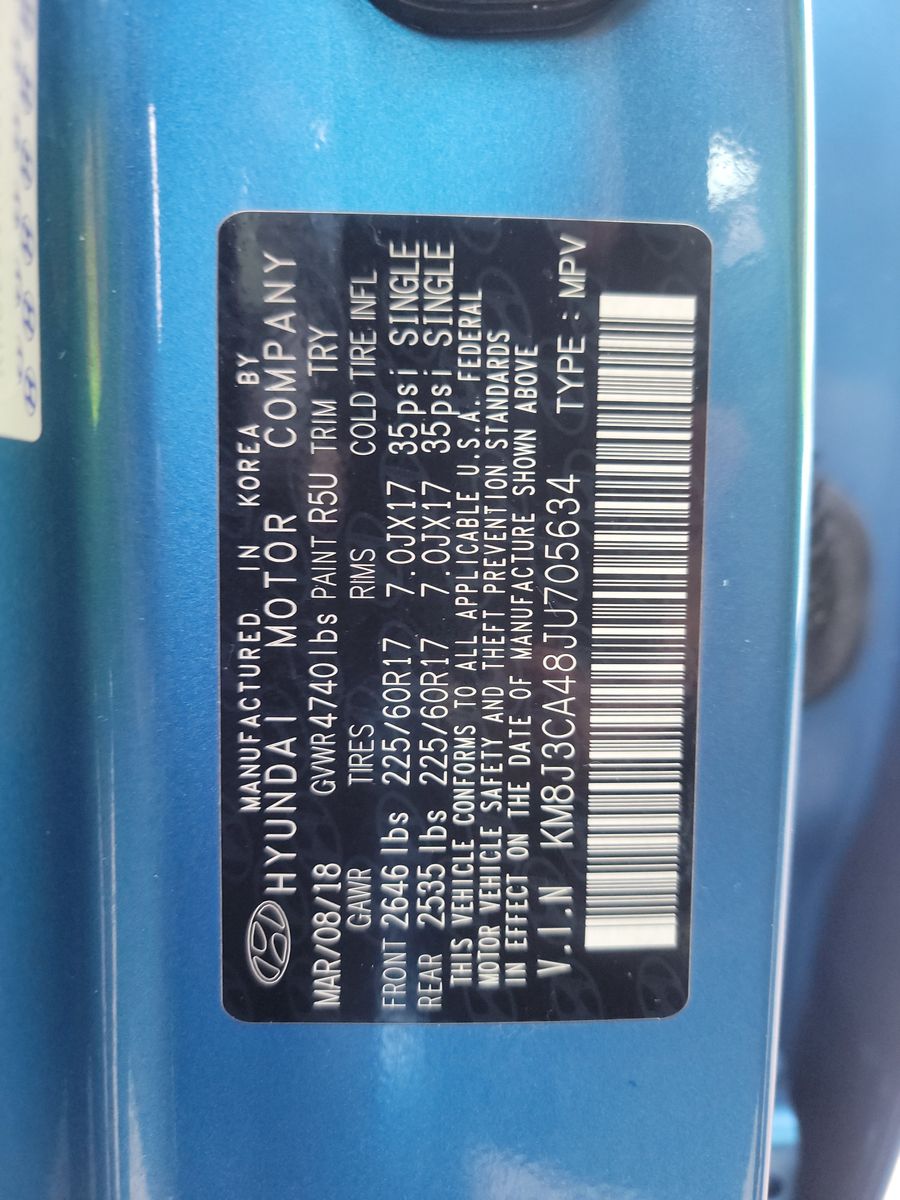 MANUFACTURED IN KOREA BY
HYUNDAI MOTOR COMPANY
MAR/08/18 GVWR 4740lbs PAINT R5U TRIM TRY
GAWR TIRES RIMS COLD TIRE INFL
FRONT 2646 lbs 225/60R17 7.0JX17 35psi SINGLE
REAR 2535 lbs 225/60R17 7.0JX17 35psi SINGLE
THIS VEHICLE CONFORMS TO ALL APPLICABLE U.S.A. FEDERAL
MOTOR VEHICLE SAFETY AND THEFT PREVENTION STANDARDS
IN EFFECT ON THE DATE OF MANUFACTURE SHOWN ABOVE
V.I.N KM8J3CA48JU705634 TYPE : MPV